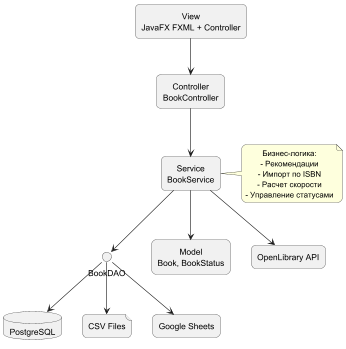 View
JavaFX FXML + Controller
Controller
BookController
Service
BookService
Бизнес-логика:
- Рекомендации
- Импорт по ISBN
- Расчет скорости
- Управление статусами
BookDAO
Model
Book, BookStatus
OpenLibrary API
PostgreSQL
CSV Files
Google Sheets